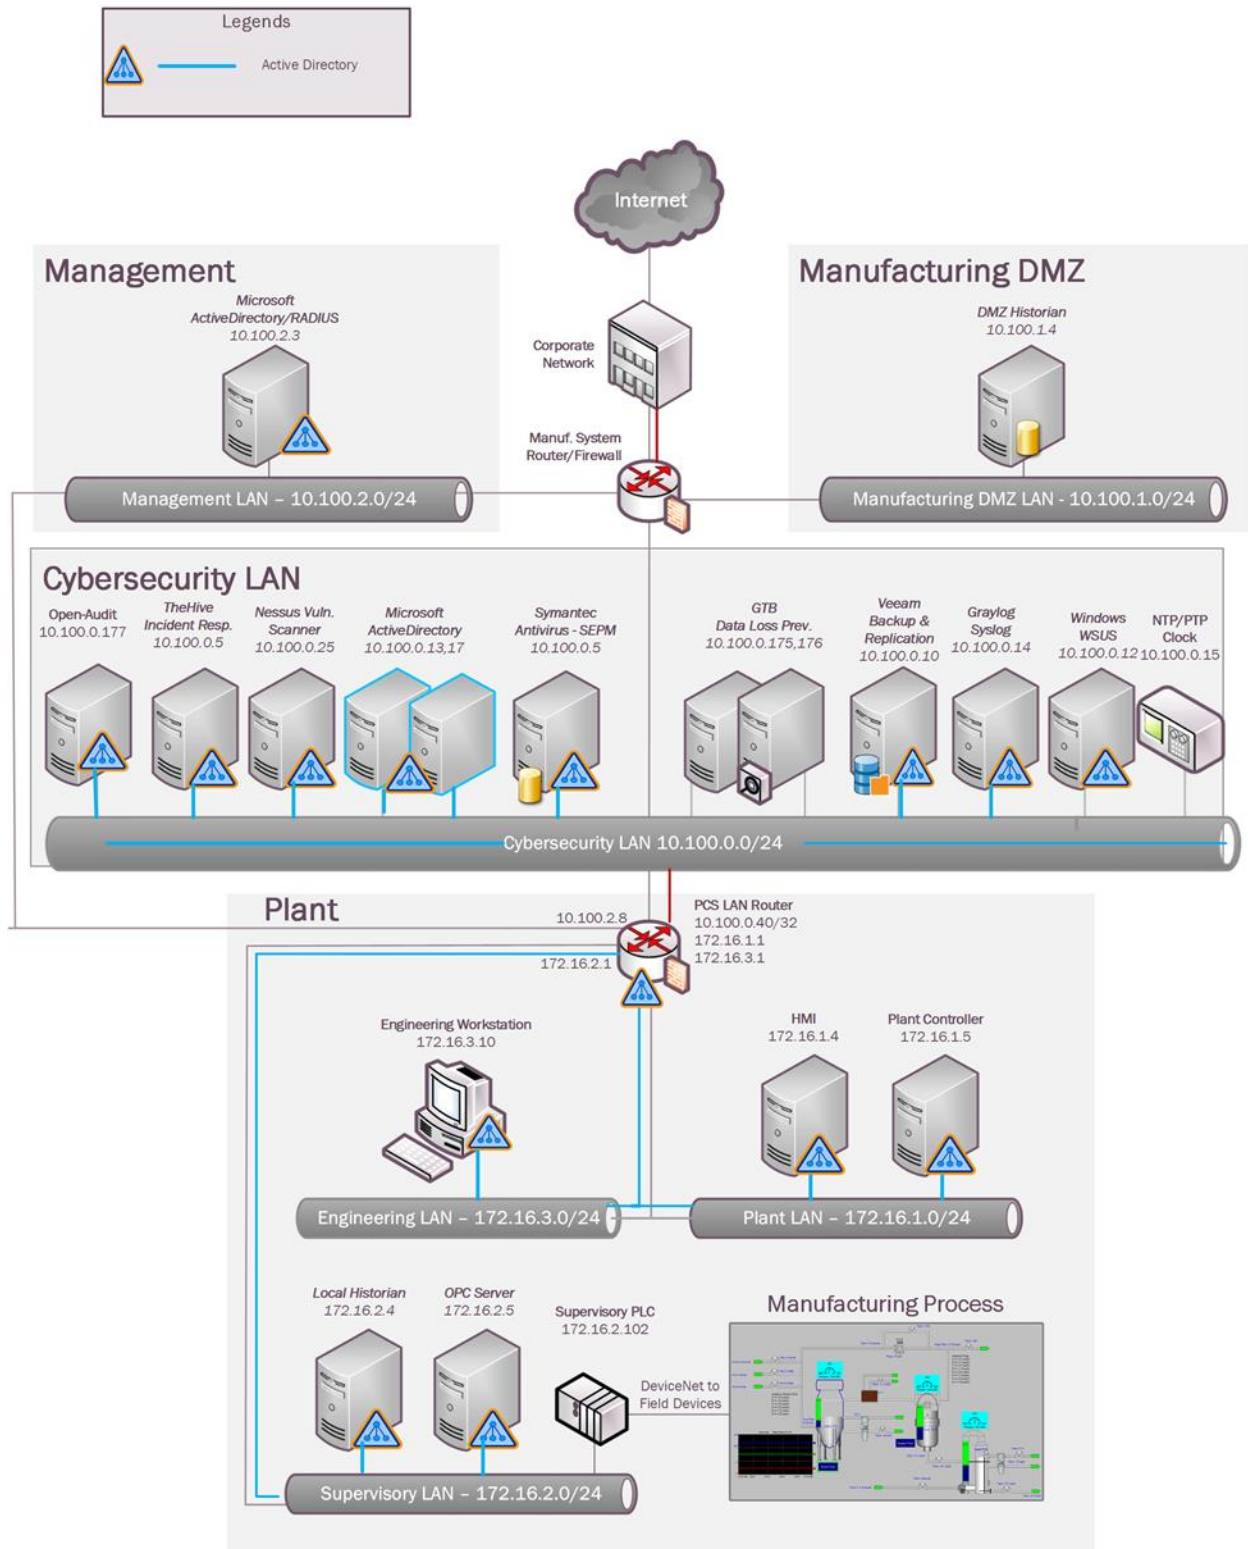 Legends
Active Directory
Internet
Management
Microsoft
ActiveDirectory/RADIUS
10.100.2.3
Management LAN – 10.100.2.0/24
Corporate
Network
Manuf. System
Router/Firewall
Manufacturing DMZ
DMZ Historian
10.100.1.4
Manufacturing DMZ LAN - 10.100.1.0/24
Cybersecurity LAN
Open-Audit
10.100.0.177
TheHive
Incident Resp.
10.100.0.5
Nessus Vuln.
Scanner
10.100.0.25
Microsoft
ActiveDirectory
10.100.0.13,17
Symantec
Antivirus - SEPM
10.100.0.5
GTB
Data Loss Prev.
10.100.0.175,176
Veeam
Backup &
Replication
10.100.0.10
Graylog
Syslog
10.100.0.14
Windows
WSUS
10.100.0.12
NTP/PTP
Clock
10.100.0.15
Cybersecurity LAN 10.100.0.0/24
Plant
10.100.2.8
172.16.2.1
PCS LAN Router
10.100.0.40/32
172.16.1.1
172.16.3.1
Engineering Workstation
172.16.3.10
HMI
172.16.1.4
Plant Controller
172.16.1.5
Engineering LAN – 172.16.3.0/24
Plant LAN – 172.16.1.0/24
Local Historian
172.16.2.4
OPC Server
172.16.2.5
Supervisory PLC
172.16.2.102
DeviceNet to
Field Devices
Manufacturing Process
Supervisory LAN – 172.16.2.0/24